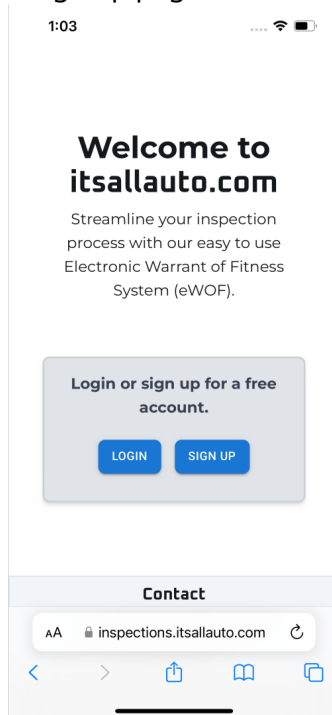 1:03
Welcome to
itsallauto.com
Streamline your inspection
process with our easy to use
Electronic Warrant of Fitness
System (eWOF).
Login or sign up for a free
account.
LOGIN SIGN UP
Contact
AA inspections.itsallauto.com